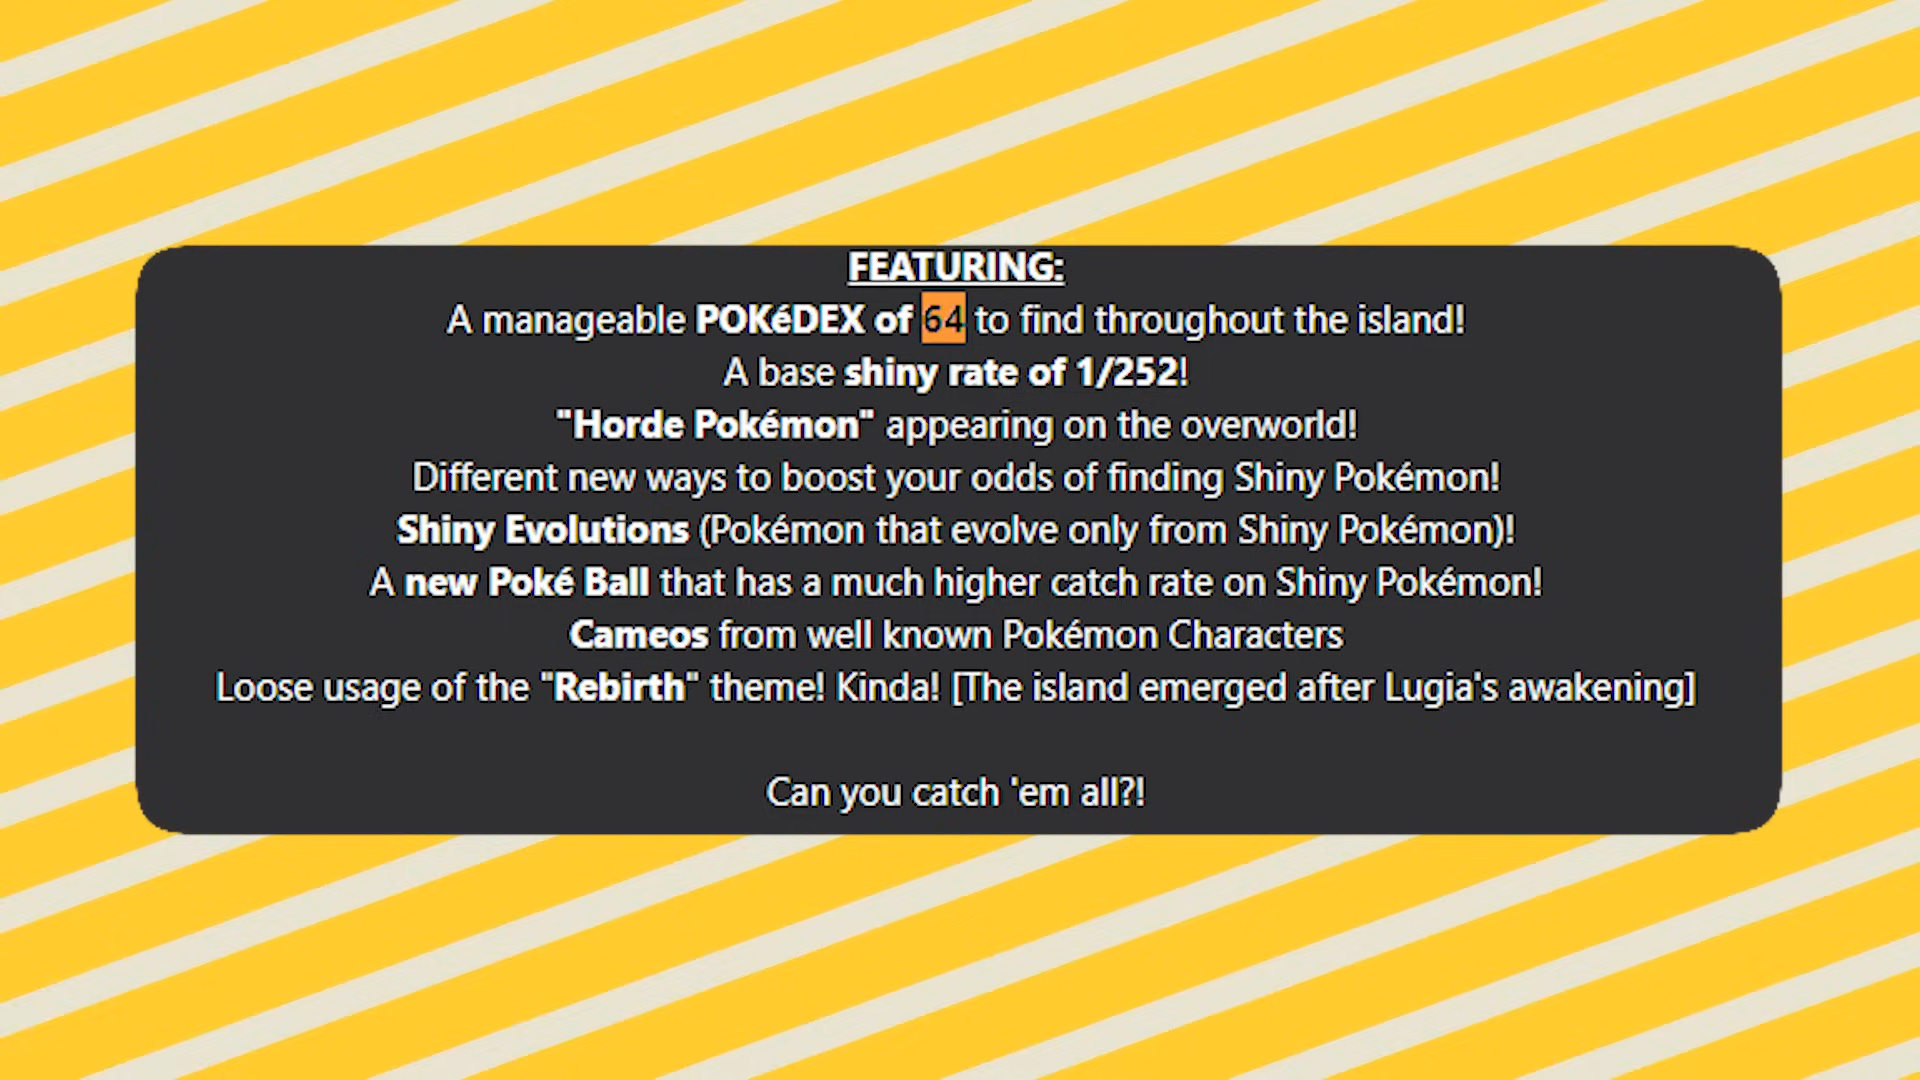 FEATURING:
A manageable POKéDEX of 64 to find throughout the island!
A base shiny rate of 1/252!
"Horde Pokémon" appearing on the overworld!
Different new ways to boost your odds of finding Shiny Pokémon!
Shiny Evolutions (Pokémon that evolve only from Shiny Pokémon)!
A new Poké Ball that has a much higher catch rate on Shiny Pokémon!
Cameos from well known Pokémon Characters
Loose usage of the "Rebirth" theme! Kinda! [The island emerged after Lugia's awakening]
Can you catch 'em all?!